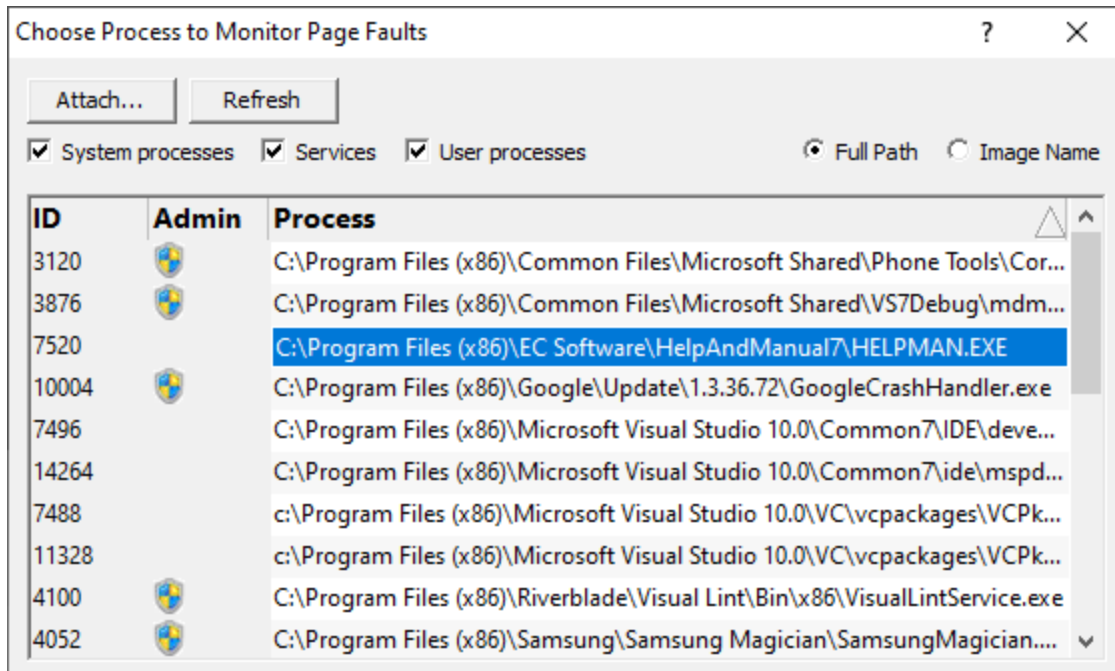 Choose Process to Monitor Page Faults ?
Attach... Refresh
System processes Services User processes Full Path Image Name
ID Admin Process
3120 C:\Program Files (x86)\Common Files\Microsoft Shared\Phone Tools\Cor...
3876 C:\Program Files (x86)\Common Files\Microsoft Shared\VS7Debug\mdm...
7520 C:\Program Files (x86)\EC Software\HelpAndManual7\HELPMAN.EXE
10004 C:\Program Files (x86)\Google\Update\1.3.36.72\GoogleCrashHandler.exe
7496 C:\Program Files (x86)\Microsoft Visual Studio 10.0\Common7\IDE\deve...
14264 C:\Program Files (x86)\Microsoft Visual Studio 10.0\Common7\ide\mspd...
7488 c:\Program Files (x86)\Microsoft Visual Studio 10.0\VC\vcpackages\VCPk...
11328 c:\Program Files (x86)\Microsoft Visual Studio 10.0\VC\vcpackages\VCPk...
4100 C:\Program Files (x86)\Riverblade\Visual Lint\Bin\x86\VisualLintService.exe
4052 C:\Program Files (x86)\Samsung\Samsung Magician\SamsungMagician....